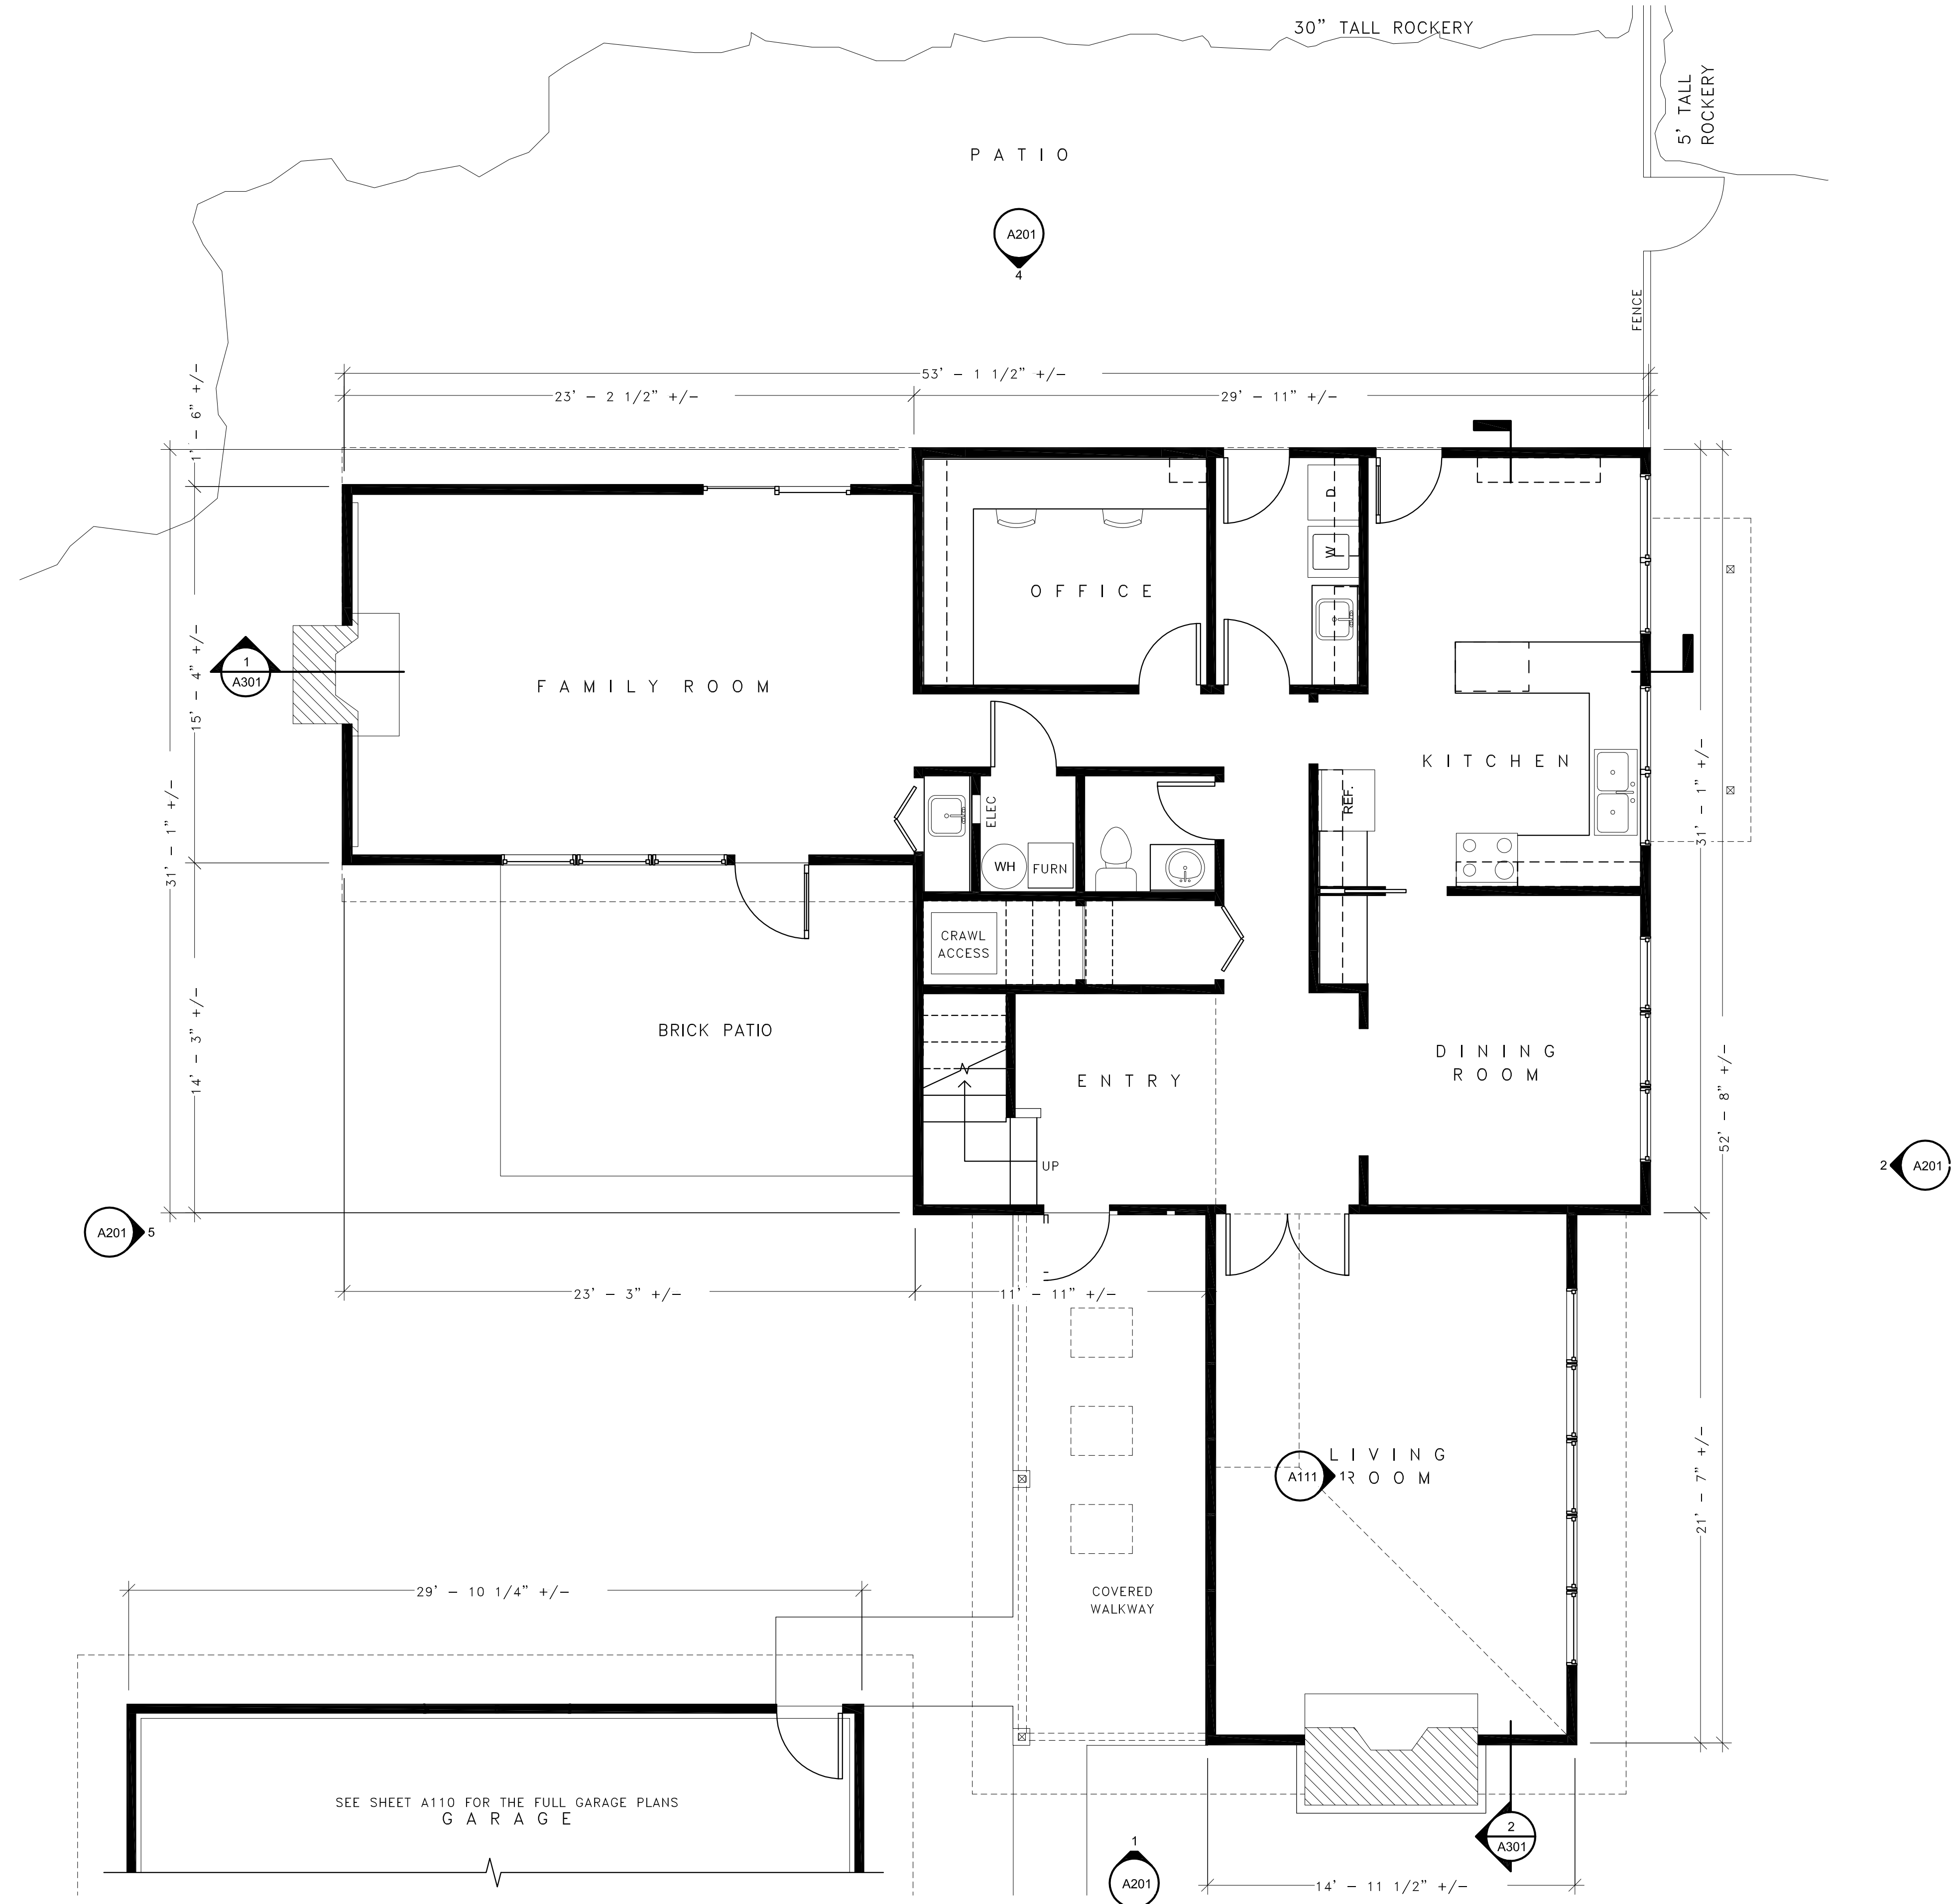 30” TALL ROCKERY
5’ TALL
ROCKERY
PATIO
A201
4
FENCE
53’ - 1 1/2” +/-
23’ - 2 1/2” +/-
29’ - 11” +/-
1’ - 6” +/-
D
W
OFFICE
1
A301
FAMILY ROOM
15’ - 4” +/-
31’ - 1” +/-
KITCHEN
REF.
31’ - 1” +/-
ELEC
WH
FURN
CRAWL
ACCESS
BRICK PATIO
14’ - 3” +/-
ENTRY
DINING
ROOM
52’ - 8” +/-
UP
2
A201
A201
5
23’ - 3” +/-
11’ - 11” +/-
LIVING
ROOM
A111
1
21’ - 7” +/-
29’ - 10 1/4” +/-
COVERED
WALKWAY
SEE SHEET A110 FOR THE FULL GARAGE PLANS
GARAGE
2
A301
1
A201
14’ - 11 1/2” +/-